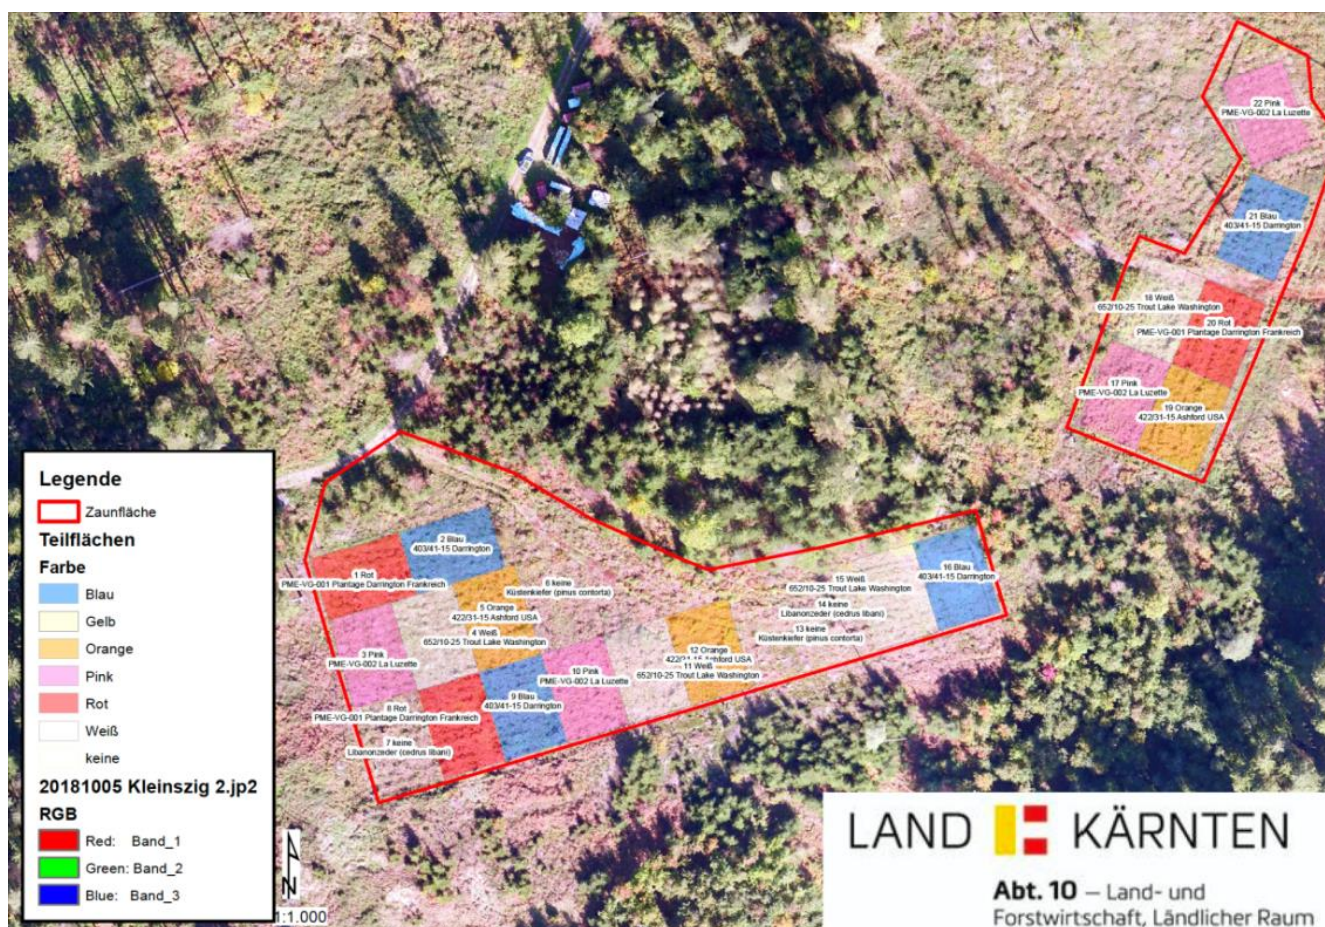 22 Pink
PME-VG-002 La Luzette
21 Blau
403/41-15 Darrington
18 Weiß
652/10-25 Trout Lake Washington
20 Rot
PME-VG-001 Plantage Darrington Frankreich
17 Pink
PME-VG-002 La Luzette
19 Orange
422/31-15 Ashford USA
2 Blau
403/41-15 Darrington
1 Rot
PME-VG-001 Plantage Darrington Frankreich
6 keine
Küstenkiefer (pinus contorta)
5 Orange
422/31-15 Ashford USA
4 Weiß
652/10-25 Trout Lake Washington
3 Pink
PME-VG-002 La Luzette
16 Blau
403/41-15 Darrington
15 Weiß
652/10-25 Trout Lake Washington
14 keine
Libanonzeder (cedrus libani)
13 keine
Küstenkiefer (pinus contorta)
12 Orange
422/31-15 Ashford USA
11 Weiß
652/10-25 Trout Lake Washington
10 Pink
PME-VG-002 La Luzette
9 Blau
403/41-15 Darrington
8 Rot
PME-VG-001 Plantage Darrington Frankreich
7 keine
Libanonzeder (cedrus libani)
Legende
Zaunfläche
Teilflächen
Farbe
Blau
Gelb
Orange
Pink
Rot
Weiß
keine
20181005 Kleinszig 2.jp2
RGB
Red: Band_1
Green: Band_2
Blue: Band_3
N
1:1.000
LAND KÄRNTEN
Abt. 10 – Land- und
Forstwirtschaft, Ländlicher Raum